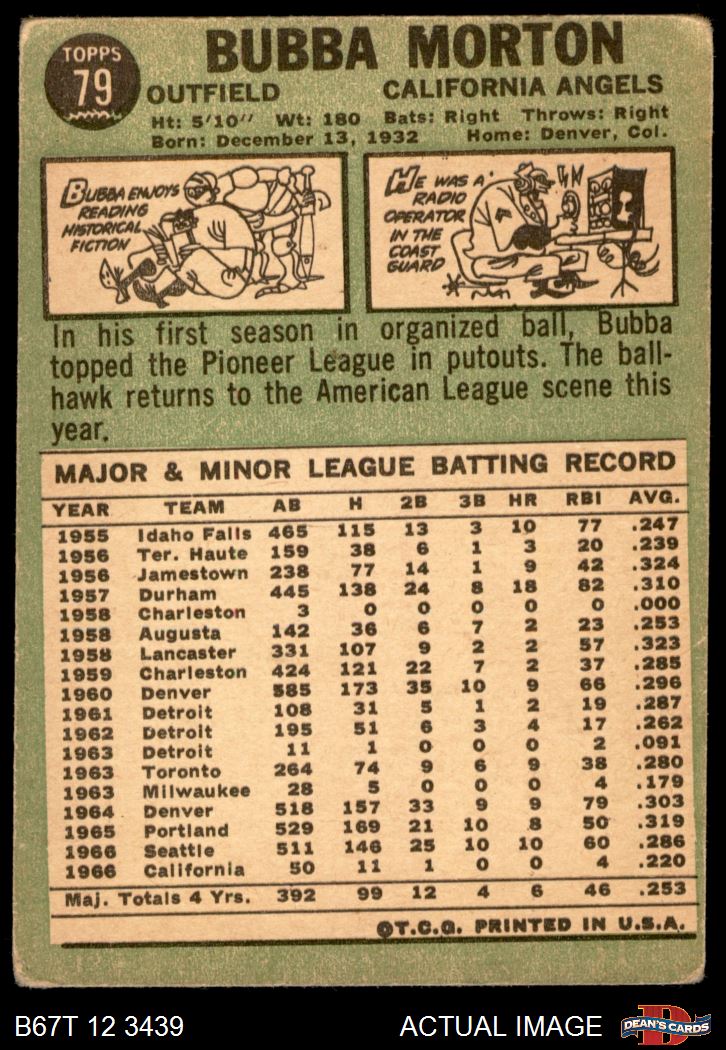 TOPPS
79
BUBBA MORTON
OUTFIELD CALIFORNIA ANGELS
Ht: 5'10" Wt: 180 Bats: Right Throws: Right
Born: December 13, 1932 Home: Denver, Col.
BUBBA ENJOYS
READING
HISTORICAL
FICTION
HE WAS A
RADIO
OPERATOR
IN THE
COAST
GUARD
In his first season in organized ball, Bubba
topped the Pioneer League in putouts. The ball-
hawk returns to the American League scene this
year.
MAJOR & MINOR LEAGUE BATTING RECORD
YEAR TEAM AB H 2B 3B HR RBI AVG.
1955 Idaho Falls 465 115 13 3 10 77 .247
1956 Ter. Haute 159 38 6 1 3 20 .239
1956 Jamestown 238 77 14 1 9 42 .324
1957 Durham 445 138 24 8 18 82 .310
1958 Charleston 3 0 0 0 0 0 .000
1958 Augusta 142 36 6 7 2 23 .253
1958 Lancaster 331 107 9 2 2 57 .323
1959 Charleston 424 121 22 7 2 37 .285
1960 Denver 585 173 35 10 9 66 .296
1961 Detroit 108 31 5 1 2 19 .287
1962 Detroit 195 51 6 3 4 17 .262
1963 Detroit 11 1 0 0 0 2 .091
1963 Toronto 264 74 9 6 9 38 .280
1963 Milwaukee 28 5 0 0 0 4 .179
1964 Denver 518 157 33 9 9 79 .303
1965 Portland 529 169 21 10 8 50 .319
1966 Seattle 511 146 25 10 10 60 .286
1966 California 50 11 1 0 0 4 .220
Maj. Totals 4 Yrs. 392 99 12 4 6 46 .253
©T.C.G. PRINTED IN U.S.A.
B67T 12 3439 ACTUAL IMAGE
D
DEAN'S CARDS